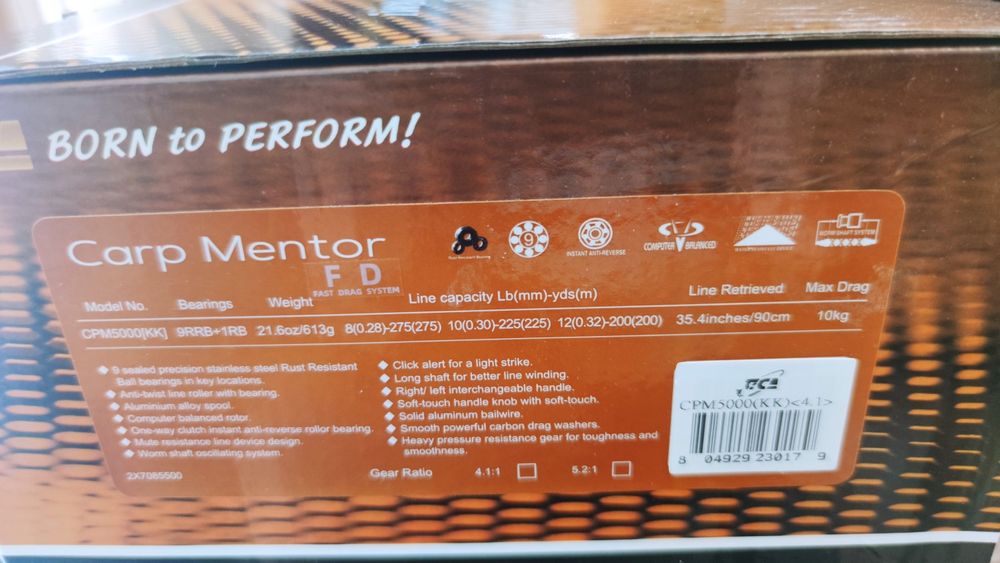 BORN to PERFORM!
Carp Mentor
F D
FAST DRAG SYSTEM
9
INSTANT ANTI-REVERSE
COMPUTER BALANCED
WORM SHAFT SYSTEM
Model No. Bearings Weight Line capacity Lb(mm)-yds(m) Line Retrieved Max Drag
CPM5000[KK] 9RRB+1RB 21.6oz/613g 8(0.28)-275(275) 10(0.30)-225(225) 12(0.32)-200(200) 35.4inches/90cm 10kg
9 sealed precision stainless steel Rust Resistant
Ball bearings in key locations.
Anti-twist line roller with bearing.
Aluminium alloy spool.
Computer balanced rotor.
One-way clutch instant anti-reverse rollor bearing.
Mute resistance line device design.
Worm shaft oscillating system.
2X7085500
Click alert for a light strike.
Long shaft for better line winding.
Right/ left interchangeable handle.
Soft-touch handle knob with soft-touch.
Solid aluminum bailwire.
Smooth powerful carbon drag washers.
Heavy pressure resistance gear for toughness and
smoothness.
Gear Ratio 4.1:1 5.2:1
CPM5000(KK)<4.1>
8 04929 23017 9